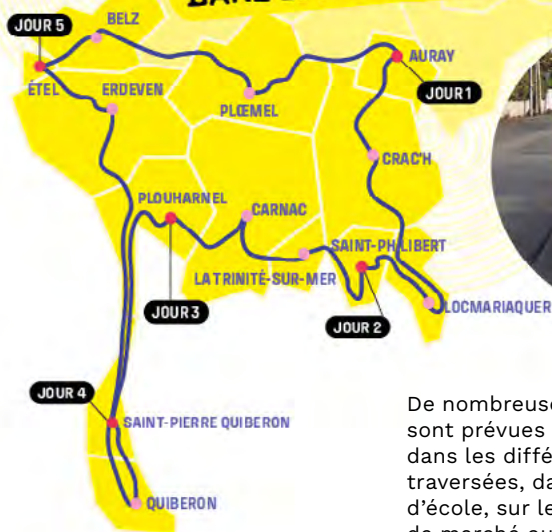 JOUR 5
BELZ
AURAY
ÉTEL
ERDEVEN
PLŒMEL
JOUR 1
CRAC'H
PLOUHARNEL
CARNAC
SAINT-PHILIBERT
LA TRINITÉ-SUR-MER
LOCMARIAQUER
JOUR 3
JOUR 2
JOUR 4
SAINT-PIERRE QUIBERON
QUIBERON
De nombreuse
sont prévues
dans les diffé
traversées, da
d'école, sur le